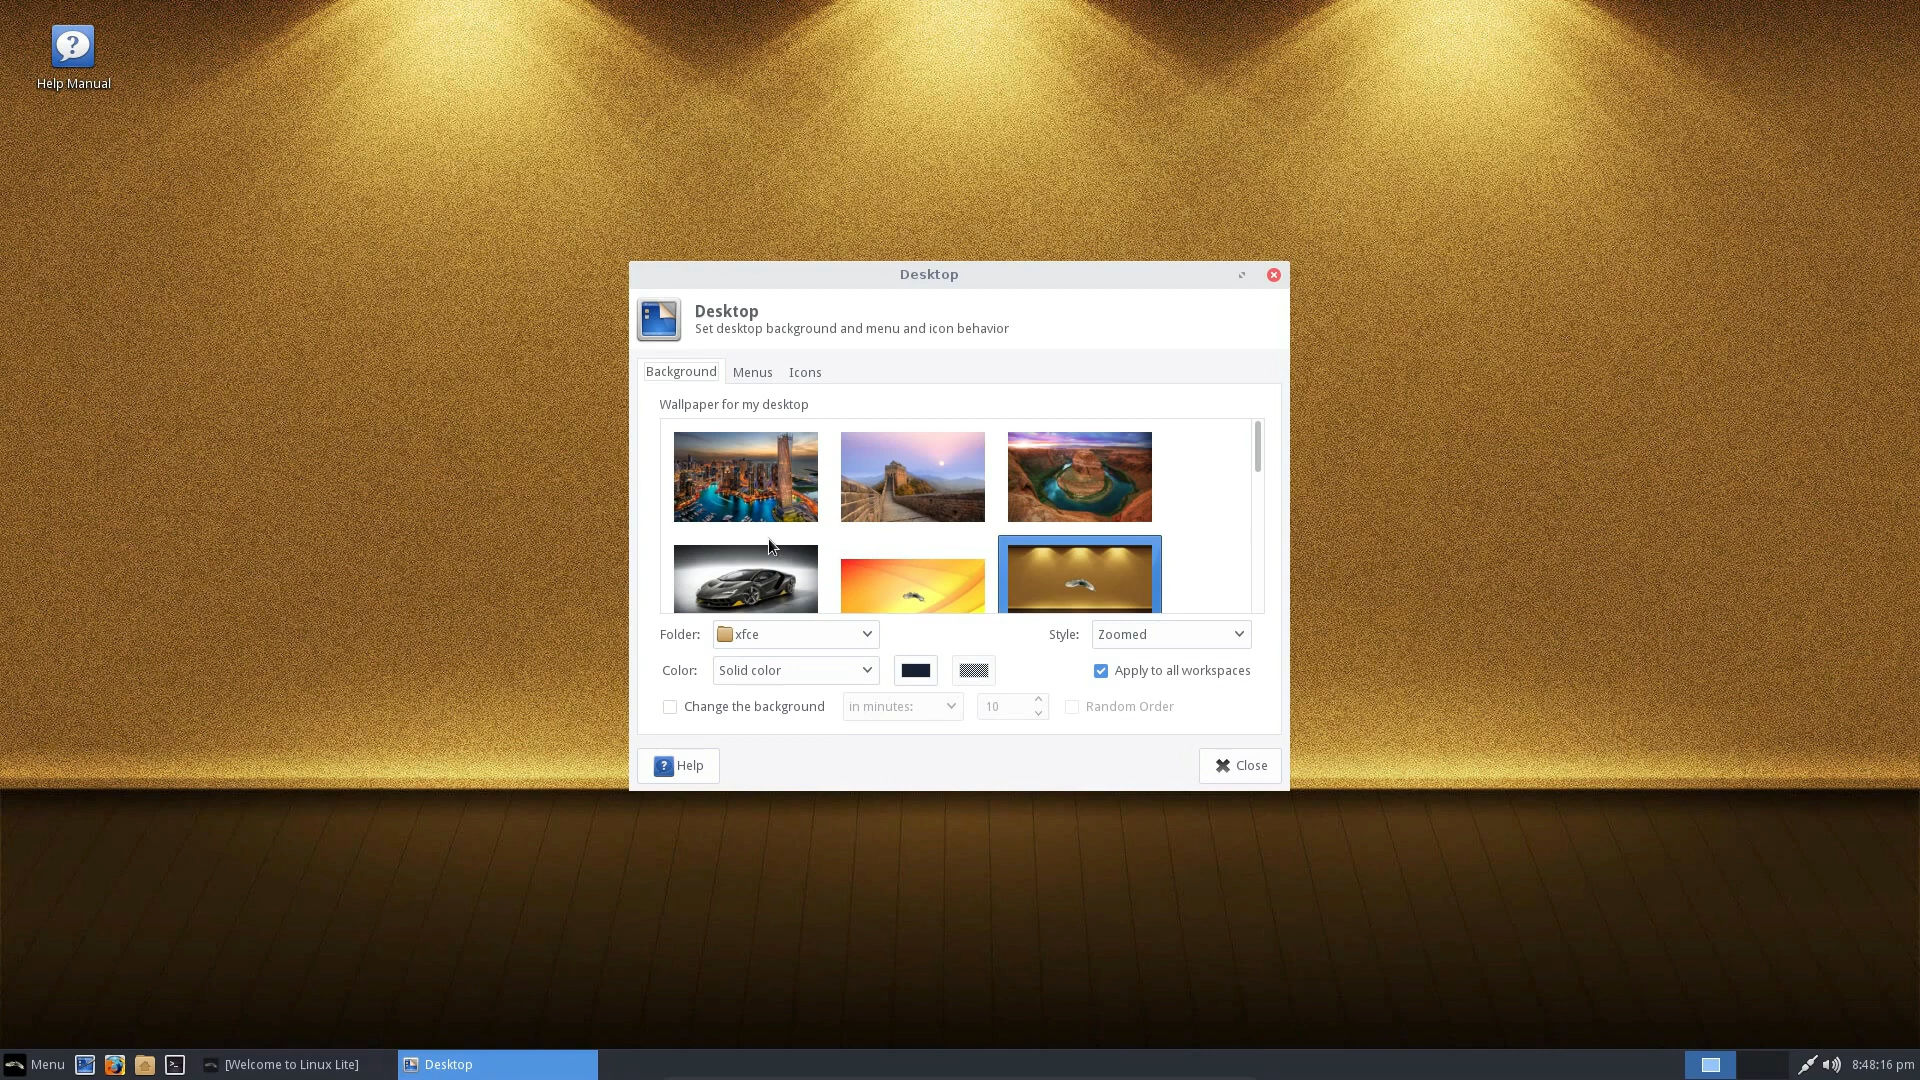 Help Manual
Desktop
Desktop
Set desktop background and menu and icon behavior
Background Menus Icons
Wallpaper for my desktop
Folder: xfce Style: Zoomed
Color: Solid color Apply to all workspaces
Change the background in minutes: 10 Random Order
? Help Close
Menu [Welcome to Linux Lite] Desktop 8:48:16 pm